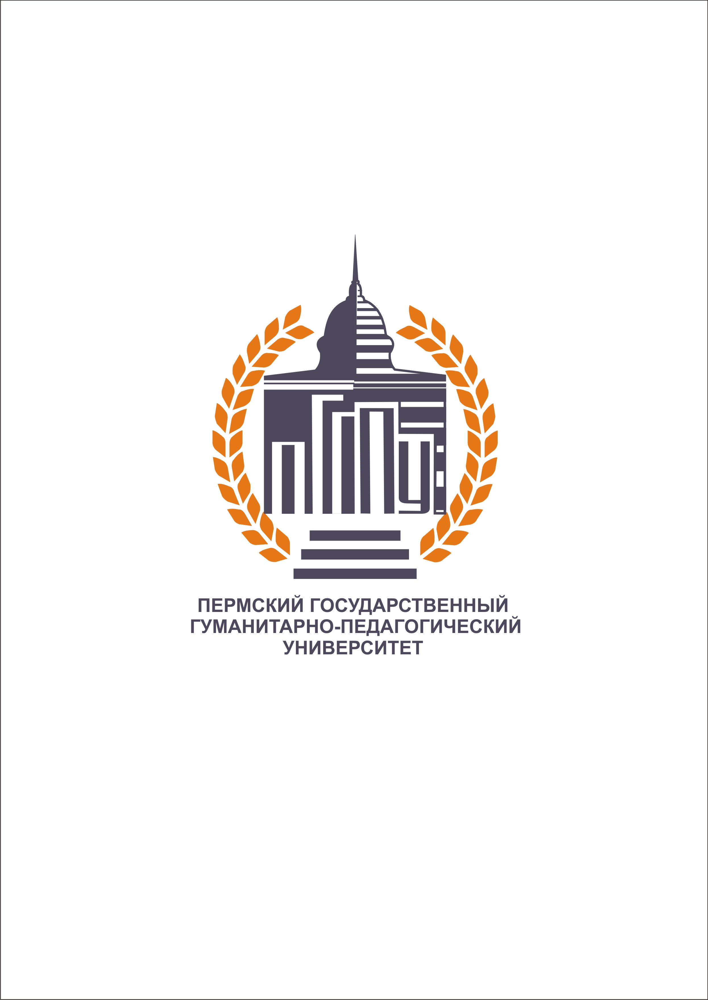 ПЕРМСКИЙ ГОСУДАРСТВЕННЫЙ
ГУМАНИТАРНО-ПЕДАГОГИЧЕСКИЙ
УНИВЕРСИТЕТ